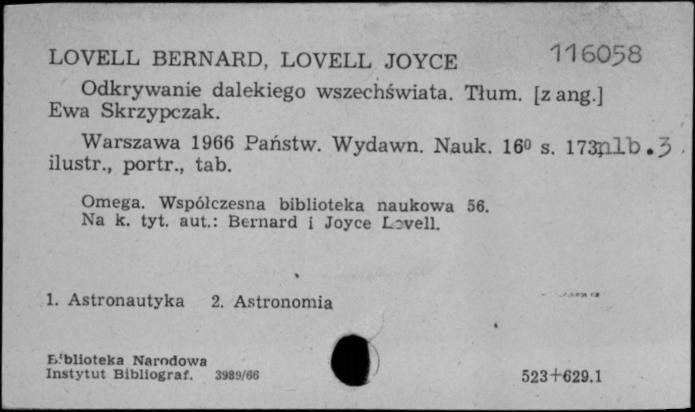 LOVELL BERNARD, LOVELL JOYCE 116058
Odkrywanie dalekiego wszechświata. Tłum. [z ang.]
Ewa Skrzypczak.
Warszawa 1966 Państw. Wydawn. Nauk. 16⁰ s. 173, nlb. 3.
ilustr., portr., tab.
Omega. Współczesna biblioteka naukowa 56.
Na k. tyt. aut.: Bernard i Joyce Lovell.
1. Astronautyka 2. Astronomia
Biblioteka Narodowa
Instytut Bibliograf. 3989/66
523+629.1